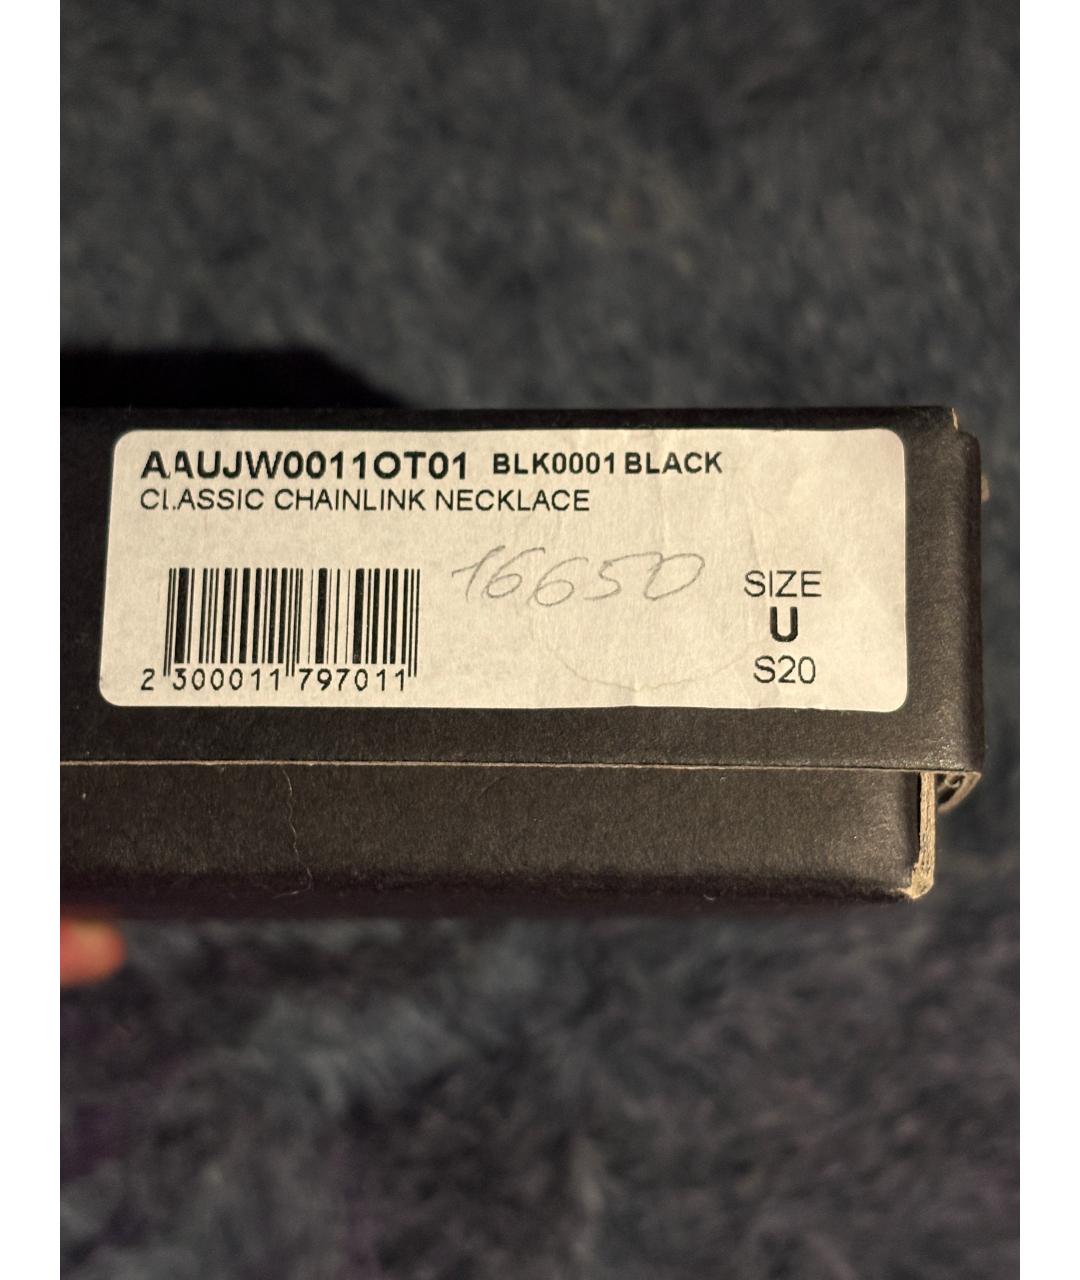 AAUJW0011OT01 BLK0001 BLACK
CLASSIC CHAINLINK NECKLACE
16650
SIZE
U
S20
2 300011 797011